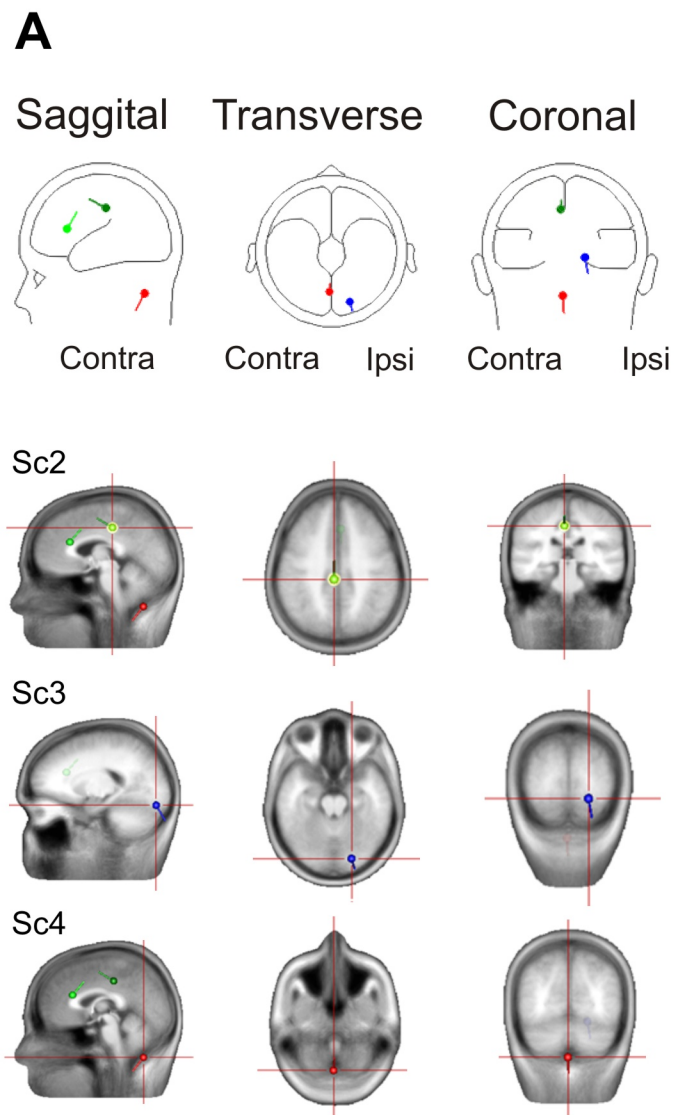 A
Saggital Transverse Coronal
Contra Contra Ipsi Contra Ipsi
Sc2
Sc3
Sc4